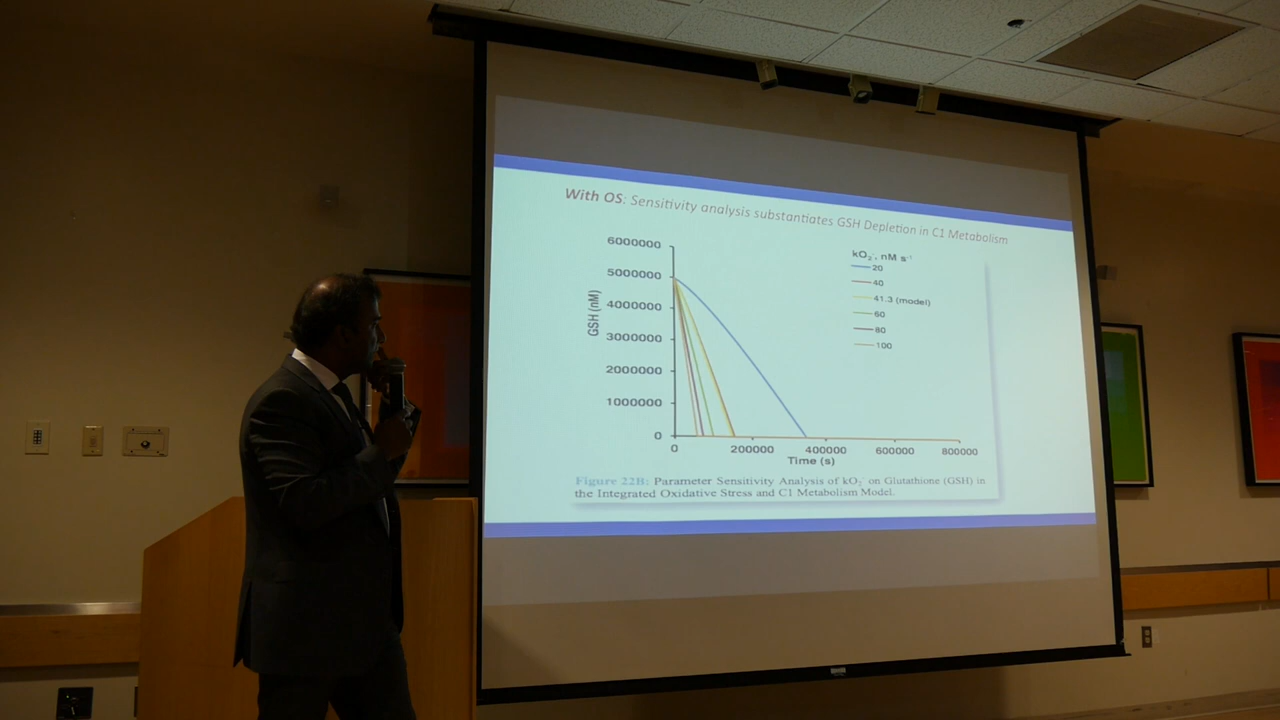 With OS: Sensitivity analysis substantiates GSH Depletion in C1 Metabolism
6000000
5000000
4000000
3000000
2000000
1000000
0
GSH (nM)
0
200000
400000
600000
800000
Time (s)
kO₂⁻, nM s⁻¹
20
40
41.3 (model)
60
80
100
Figure 22B: Parameter Sensitivity Analysis of kO₂⁻ on Glutathione (GSH) in
the Integrated Oxidative Stress and C1 Metabolism Model.